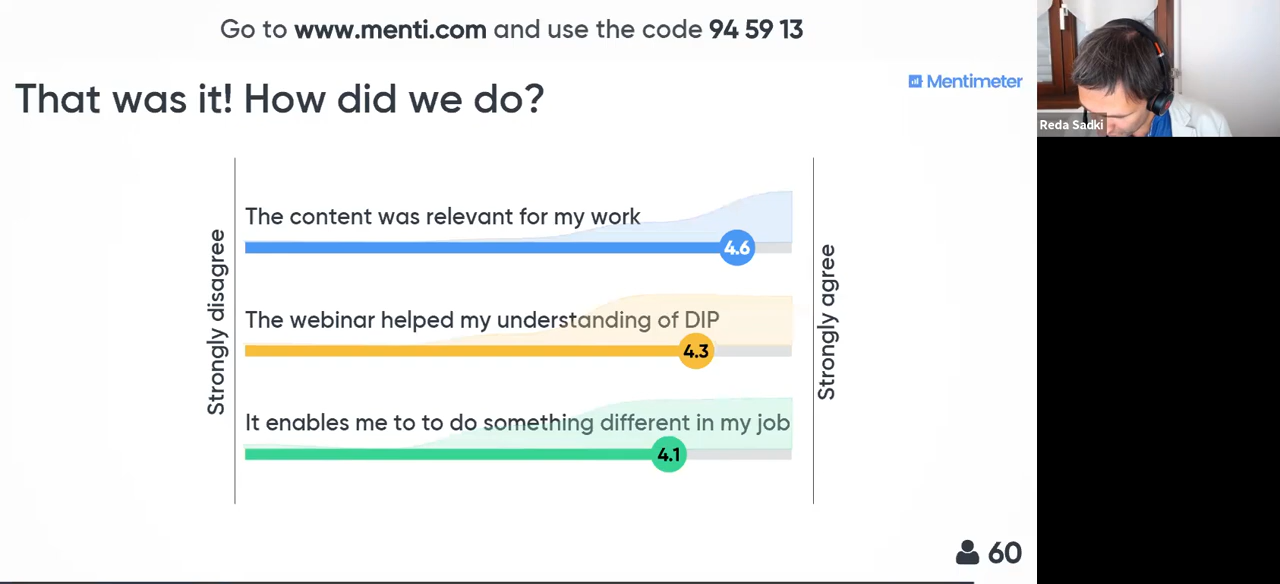 Go to www.menti.com and use the code 94 59 13
That was it! How did we do?
Mentimeter
Reda Sadki
Strongly disagree
The content was relevant for my work
4.6
The webinar helped my understanding of DIP
4.3
It enables me to to do something different in my job
4.1
Strongly agree
60